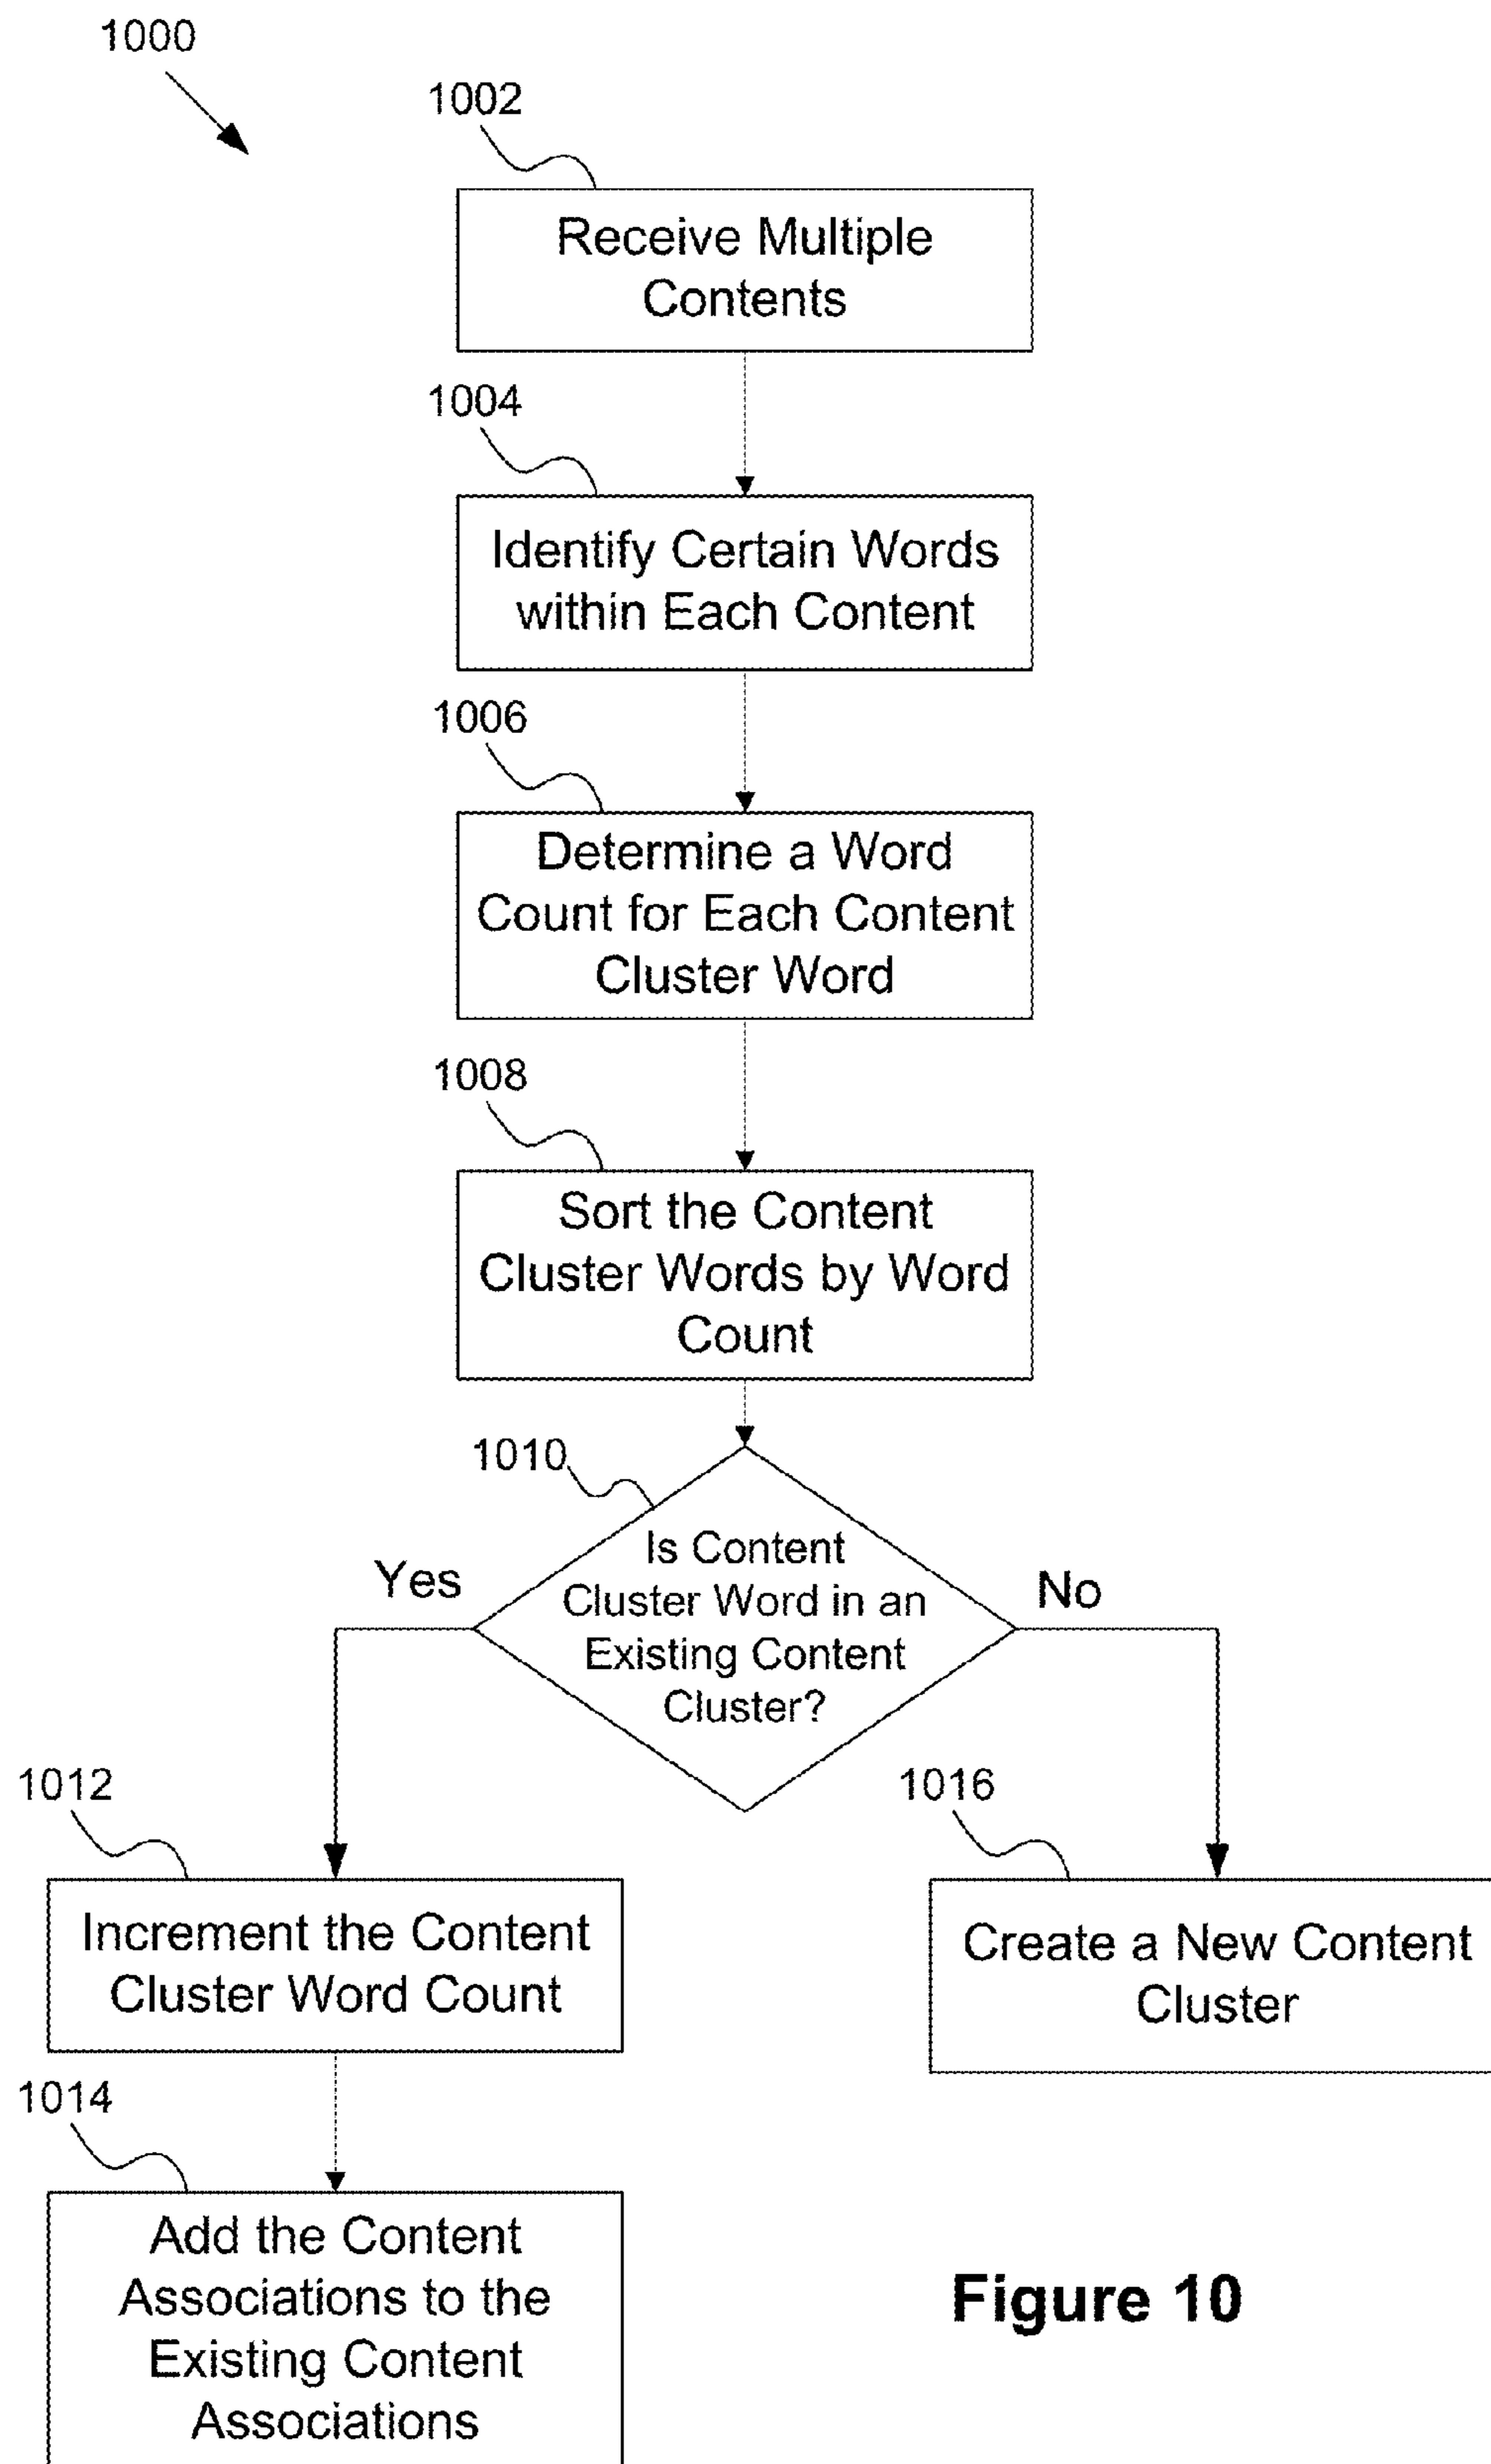 1000
1002
Receive Multiple
Contents
1004
Identify Certain Words
within Each Content
1006
Determine a Word
Count for Each Content
Cluster Word
1008
Sort the Content
Cluster Words by Word
Count
1010
Is Content
Cluster Word in an
Existing Content
Cluster?
Yes
No
1012
Increment the Content
Cluster Word Count
1016
Create a New Content
Cluster
1014
Add the Content
Associations to the
Existing Content
Associations
Figure 10